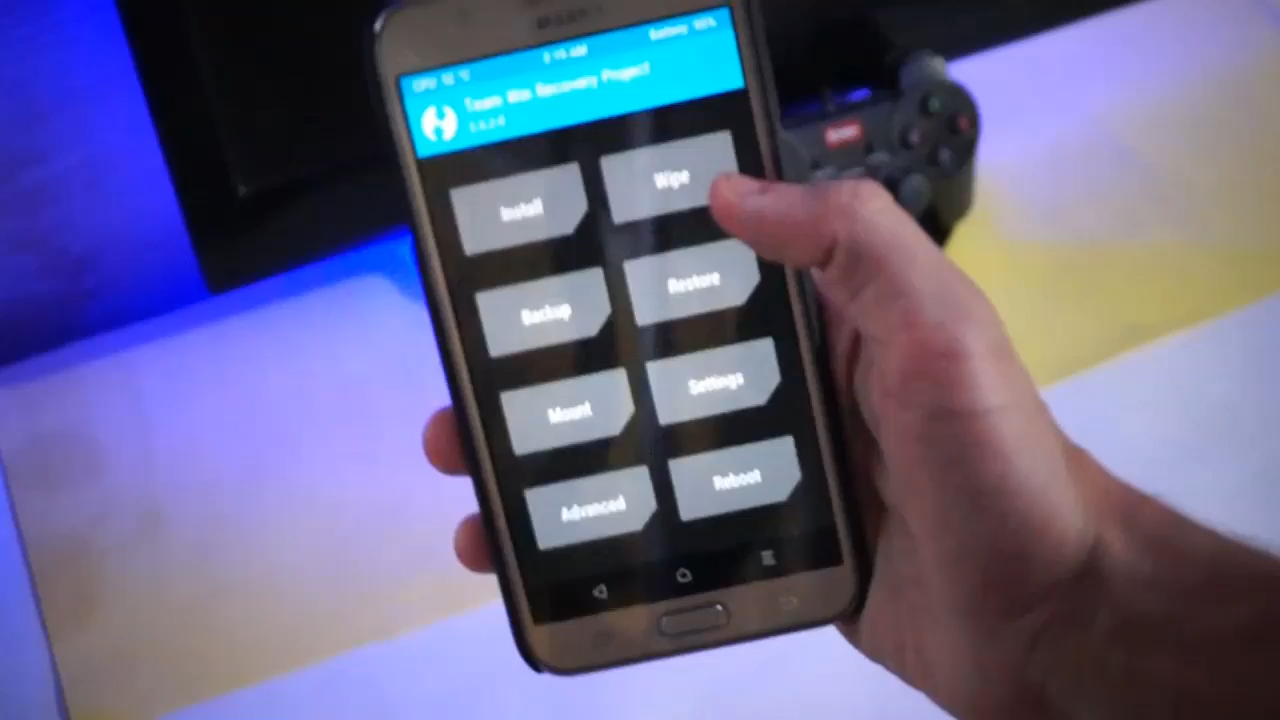 Team Win Recovery Project
Install
Wipe
Backup
Restore
Mount
Settings
Advanced
Reboot